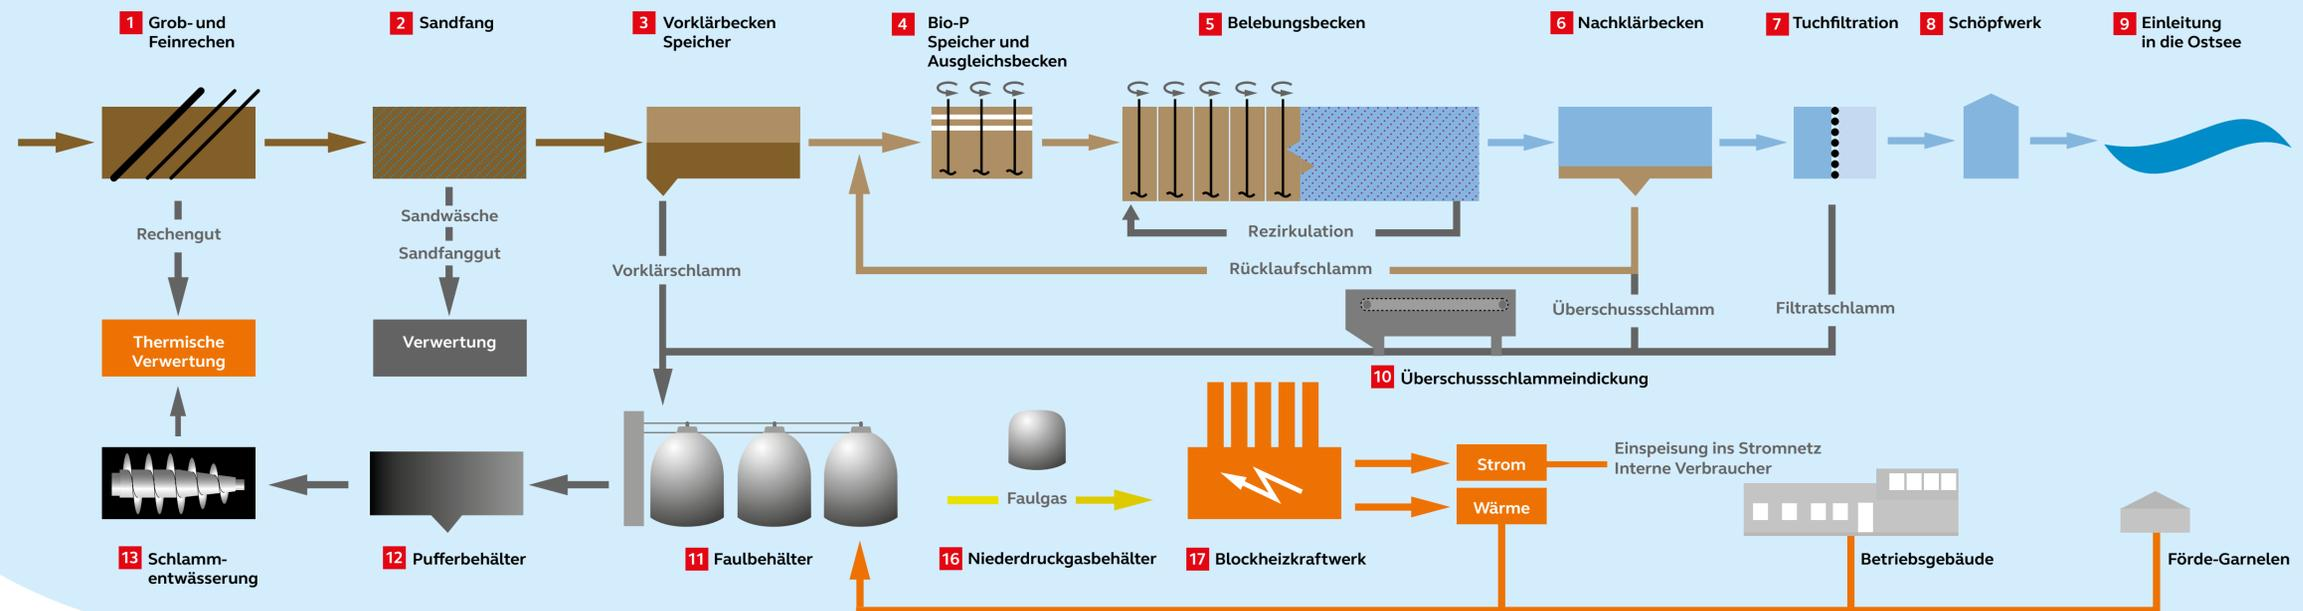 1 Grob- und
Feinrechen
2 Sandfang
3 Vorklärbecken
Speicher
4 Bio-P
Speicher und
Ausgleichsbecken
5 Belebungsbecken
6 Nachklärbecken
7 Tuchfiltration
8 Schöpfwerk
9 Einleitung
in die Ostsee
Rechengut
Sandwäsche
Sandfanggut
Vorklärschlamm
Rezirkulation
Rücklaufschlamm
Überschussschlamm
Filtratschlamm
Thermische
Verwertung
Verwertung
10 Überschussschlammeindickung
Faulgas
Strom
Wärme
Einspeisung ins Stromnetz
Interne Verbraucher
13 Schlamm-
entwässerung
12 Pufferbehälter
11 Faulbehälter
16 Niederdruckgasbehälter
17 Blockheizkraftwerk
Betriebsgebäude
Förde-Garnelen